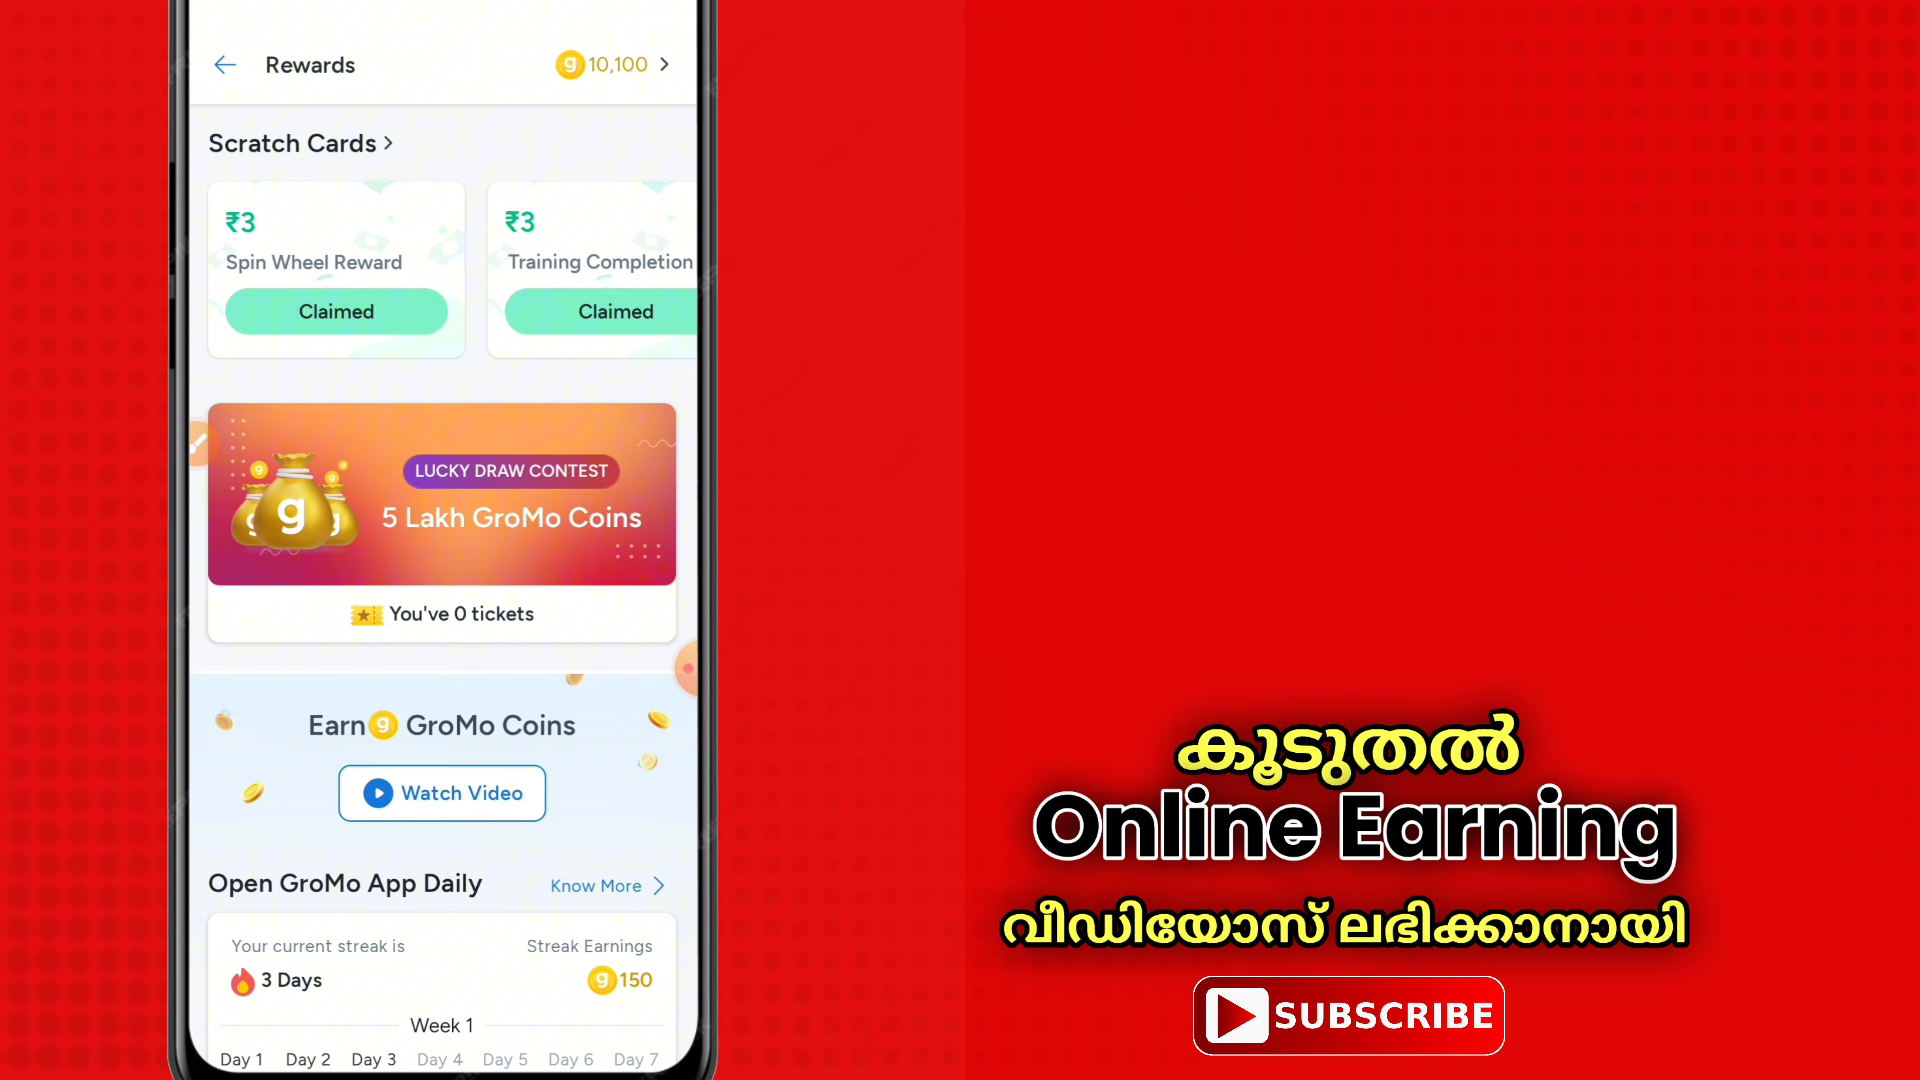 Rewards
10,100
Scratch Cards
₹3
Spin Wheel Reward
Claimed
₹3
Training Completion
Claimed
LUCKY DRAW CONTEST
5 Lakh GroMo Coins
You've 0 tickets
Earn g GroMo Coins
Watch Video
Open GroMo App Daily
Know More
Your current streak is
Streak Earnings
3 Days
150
Week 1
Day 1 Day 2 Day 3 Day 4 Day 5 Day 6 Day 7
കൂടുതൽ
Online Earning
വീഡിയോസ് ലഭിക്കാനായി
SUBSCRIBE